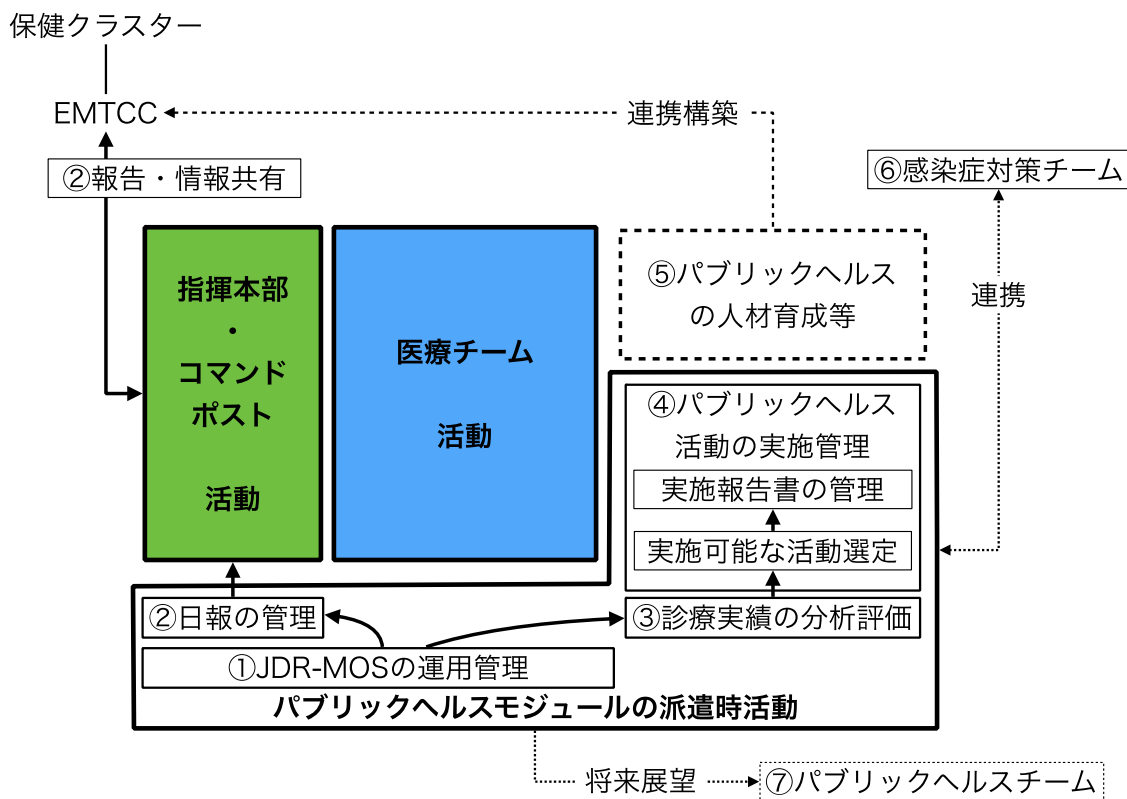 保健クラスター
EMTCC
連携構築
②報告・情報共有
⑥感染症対策チーム
指揮本部
・
コマンド
ポスト
活動
医療チーム
活動
⑤パブリックヘルス
の人材育成等
連携
④パブリックヘルス
活動の実施管理
実施報告書の管理
実施可能な活動選定
②日報の管理
③診療実績の分析評価
①JDR-MOSの運用管理
パブリックヘルスモジュールの派遣時活動
将来展望
⑦パブリックヘルスチーム